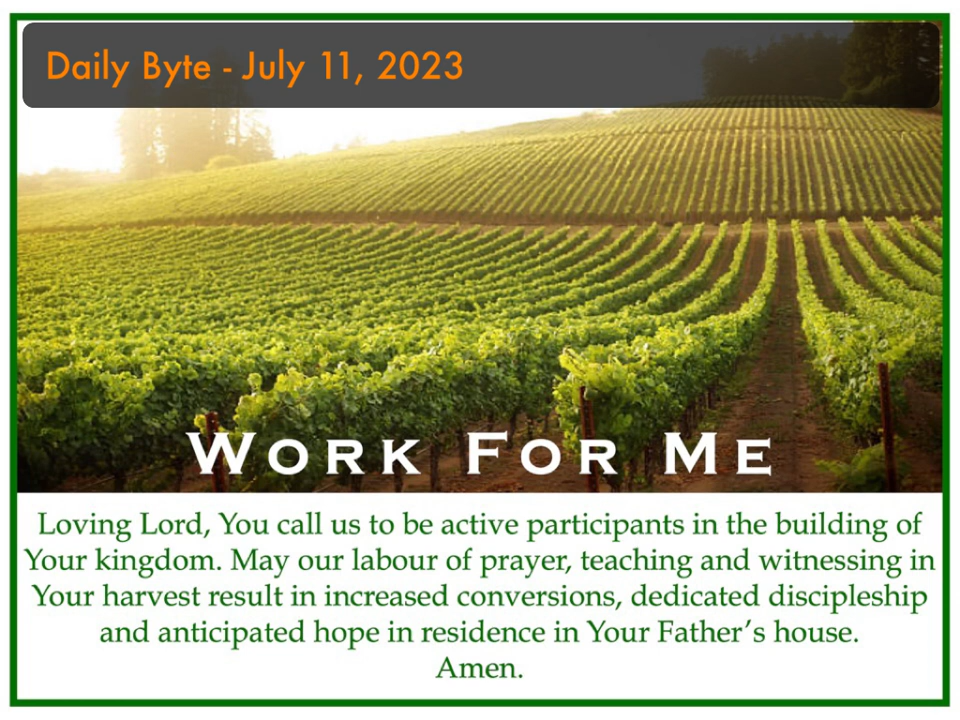 Daily Byte - July 11, 2023
WORK FOR ME
Loving Lord, You call us to be active participants in the building of
Your kingdom. May our labour of prayer, teaching and witnessing in
Your harvest result in increased conversions, dedicated discipleship
and anticipated hope in residence in Your Father’s house.
Amen.